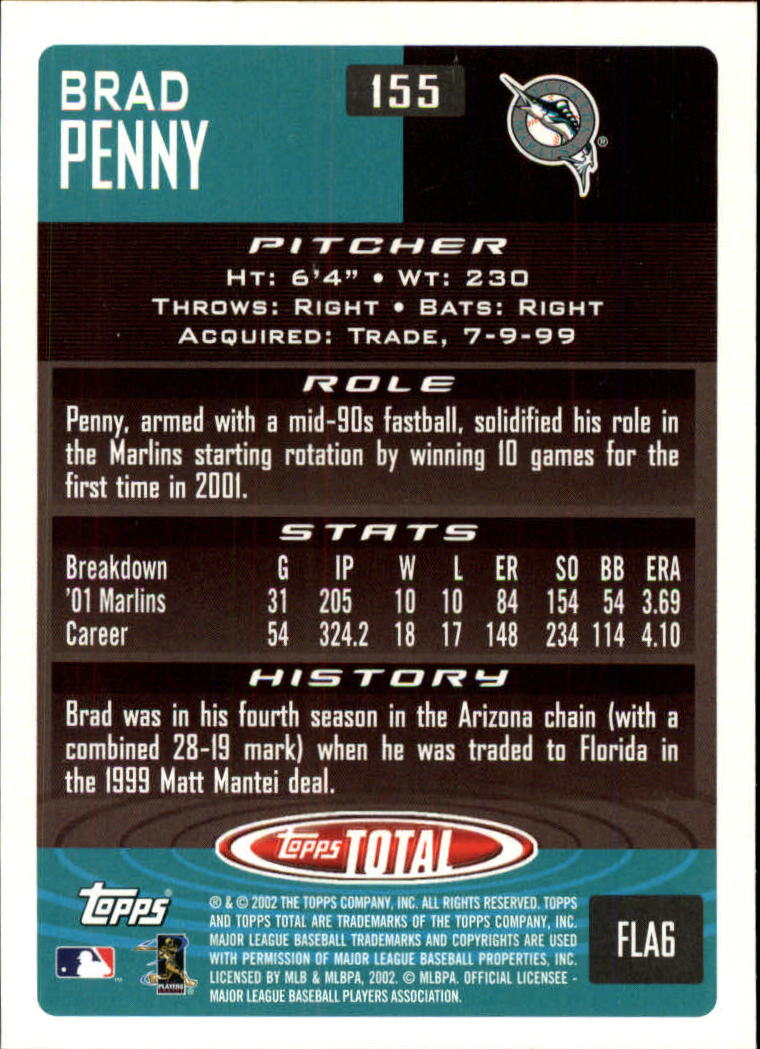 BRAD
PENNY
155
®
PITCHER
HT: 6'4" • WT: 230
THROWS: RIGHT • BATS: RIGHT
ACQUIRED: TRADE, 7-9-99
ROLE
Penny, armed with a mid-90s fastball, solidified his role in
the Marlins starting rotation by winning 10 games for the
first time in 2001.
STATS
Breakdown G IP W L ER SO BB ERA
'01 Marlins 31 205 10 10 84 154 54 3.69
Career 54 324.2 18 17 148 234 114 4.10
HISTORY
Brad was in his fourth season in the Arizona chain (with a
combined 28-19 mark) when he was traded to Florida in
the 1999 Matt Mantei deal.
Topps TOTAL
Topps®
® & © 2002 THE TOPPS COMPANY, INC. ALL RIGHTS RESERVED. TOPPS
AND TOPPS TOTAL ARE TRADEMARKS OF THE TOPPS COMPANY, INC.
MAJOR LEAGUE BASEBALL TRADEMARKS AND COPYRIGHTS ARE USED
WITH PERMISSION OF MAJOR LEAGUE BASEBALL PROPERTIES, INC.
LICENSED BY MLB & MLBPA, 2002. © MLBPA. OFFICIAL LICENSEE -
MAJOR LEAGUE BASEBALL PLAYERS ASSOCIATION.
FLA6
PLAYERS